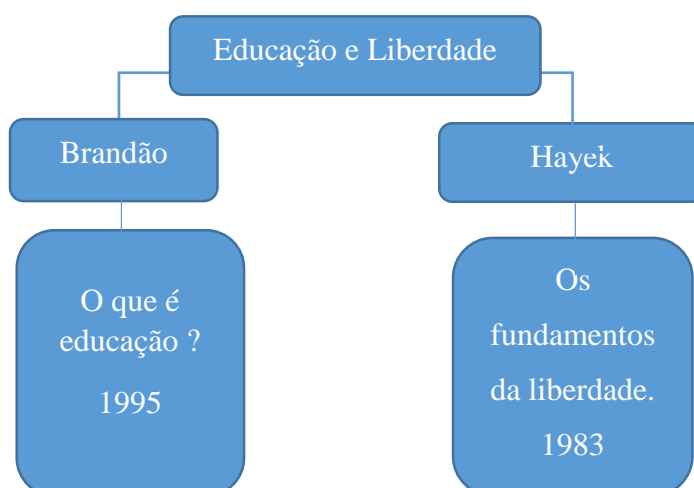 Educação e Liberdade
Brandão
Hayek
O que é
educação ?
1995
Os
fundamentos
da liberdade.
1983